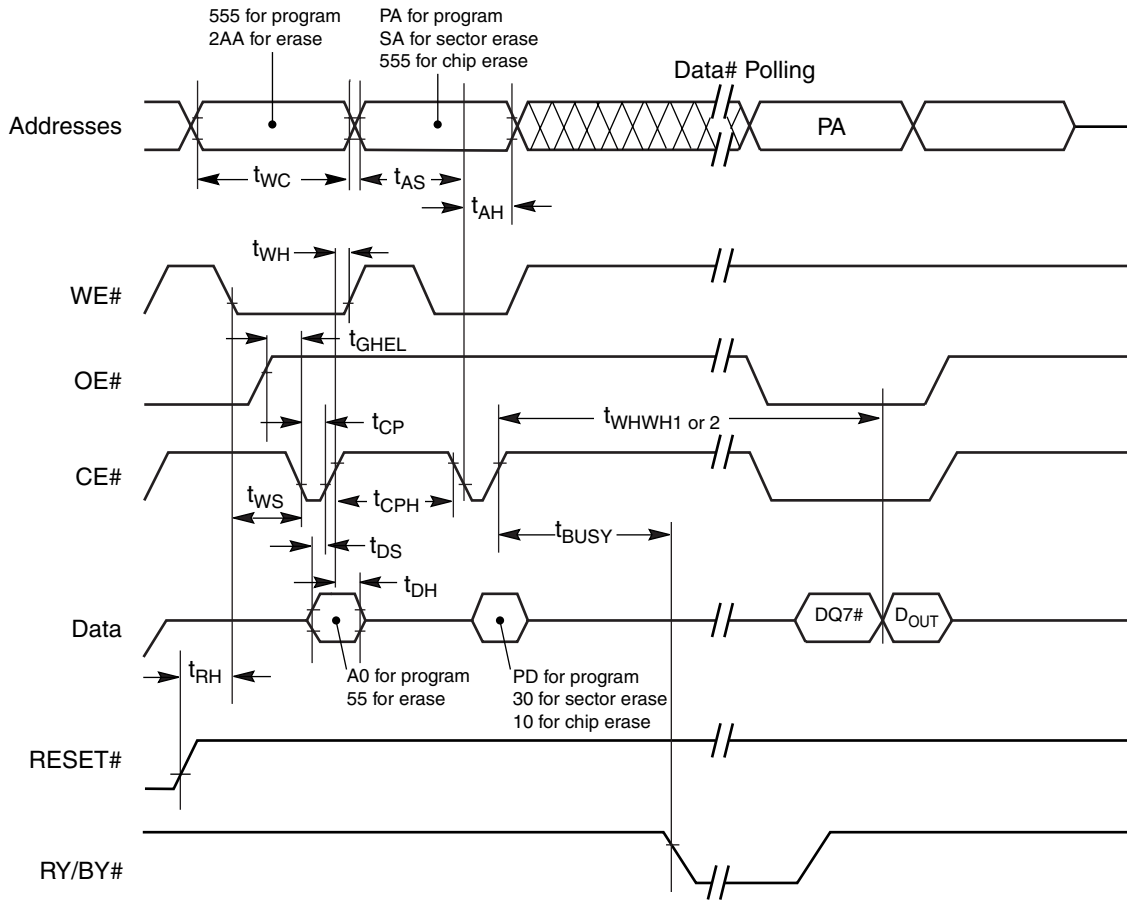 555 for program
2AA for erase
PA for program
SA for sector erase
555 for chip erase
Data# Polling
Addresses
PA
tWC
tAS
tAH
tWH
WE#
tGHEL
OE#
tWHWH1 or 2
tCP
CE#
tWS
tCPH
tBUSY
tDS
tDH
Data
DQ7#
DOUT
tRH
A0 for program
55 for erase
PD for program
30 for sector erase
10 for chip erase
RESET#
RY/BY#